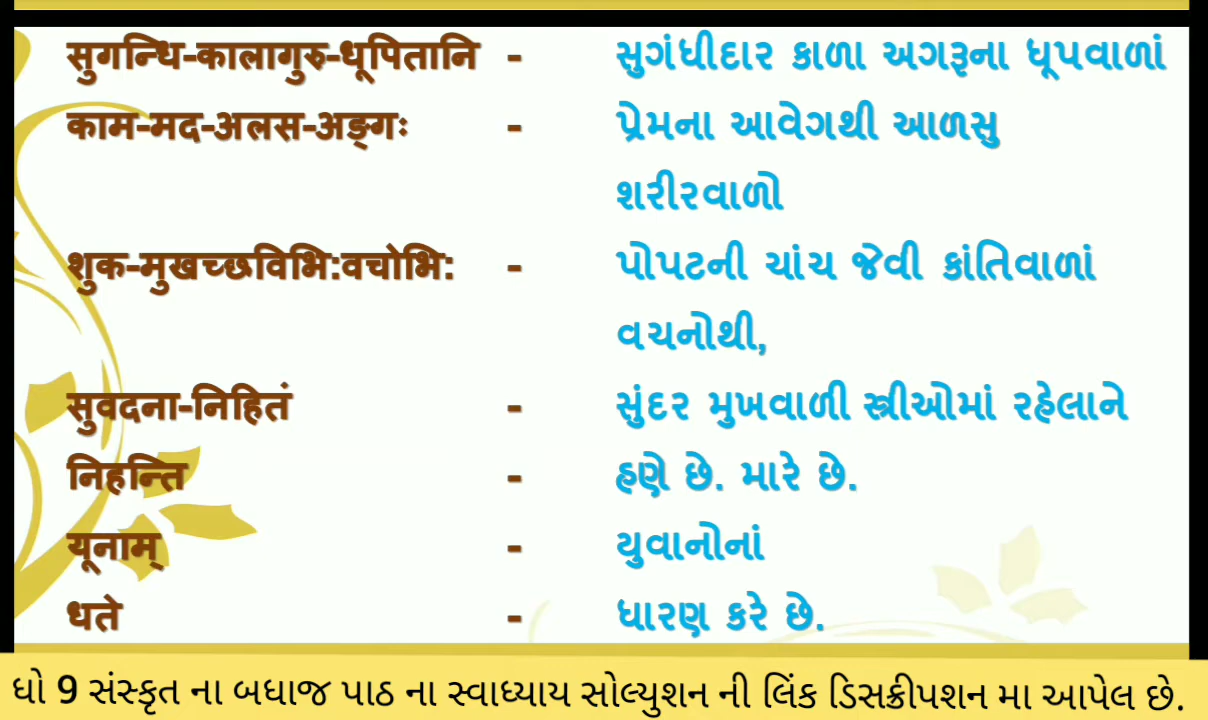 सुगन्धि-कालागुरु-धूपितानि - સુગંધીદાર કાળા અગરૂના ધૂપવાળાં
काम-मद-अलस-अङ्गः - પ્રેમના આવેગથી આળસુ
શરીરવાળો
शुक-मुखच्छविभि:वचोभि: - પોપટની ચાંચ જેવી કાંતિવાળાં
વચનોથી,
सुवदना-निहितं - સુંદર મુખવાળી સ્ત્રીઓમાં રહેલાને
निहन्ति - હણે છે. મારે છે.
यूनाम् - યુવાનોનાં
धते - ધારણ કરે છે.
ધો 9 સંસ્કૃત ના બધાજ પાઠ ના સ્વાધ્યાય સોલ્યુશન ની લિંક ડિસક્રીપશન મા આપેલ છે.